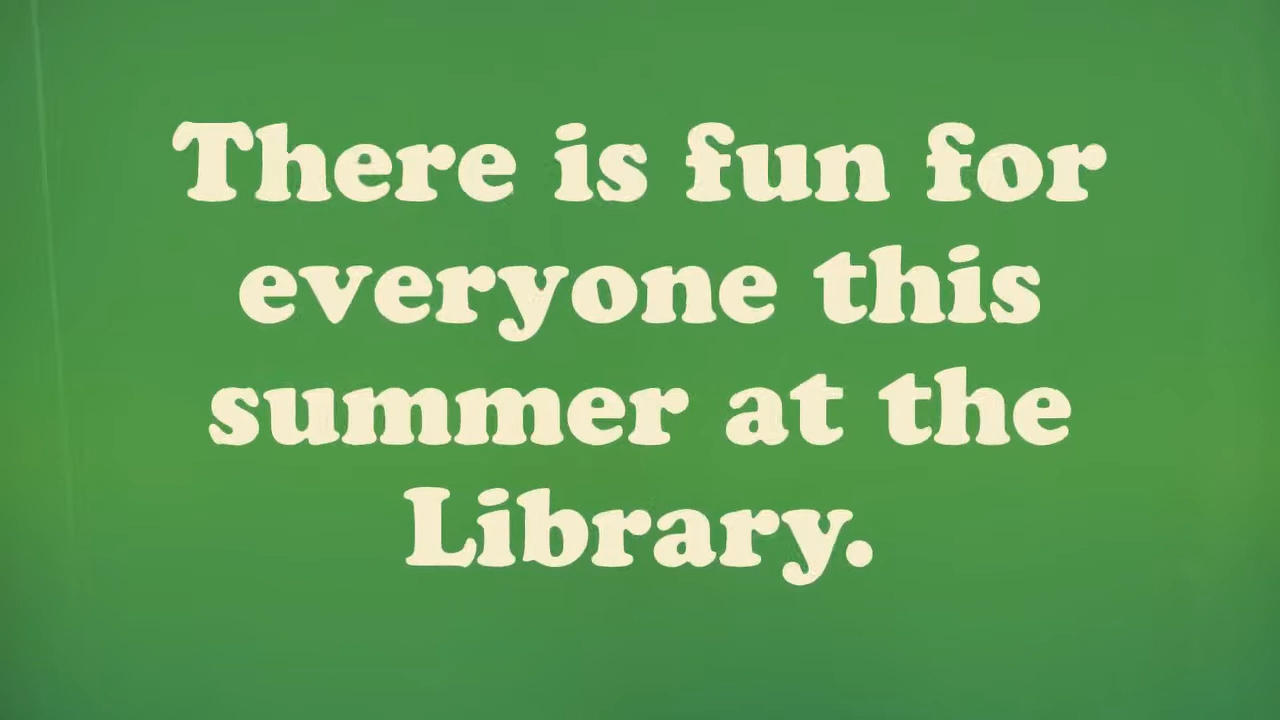 There is fun for
everyone this
summer at the
Library.